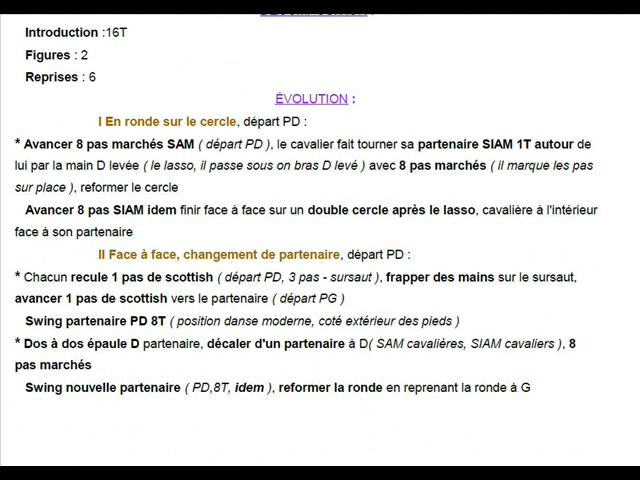 Introduction :16T
Figures : 2
Reprises : 6
ÉVOLUTION :
I En ronde sur le cercle, départ PD :
* Avancer 8 pas marchés SAM ( départ PD ), le cavalier fait tourner sa partenaire SIAM 1T autour de
lui par la main D levée ( le lasso, il passe sous on bras D levé ) avec 8 pas marchés ( il marque les pas
sur place ), reformer le cercle
Avancer 8 pas SIAM idem finir face à face sur un double cercle après le lasso, cavalière à l'intérieur
face à son partenaire
II Face à face, changement de partenaire, départ PD :
* Chacun recule 1 pas de scottish ( départ PD, 3 pas - sursaut ), frapper des mains sur le sursaut,
avancer 1 pas de scottish vers le partenaire ( départ PG )
Swing partenaire PD 8T ( position danse moderne, coté extérieur des pieds )
* Dos à dos épaule D partenaire, décaler d'un partenaire à D( SAM cavalières, SIAM cavaliers ), 8
pas marchés
Swing nouvelle partenaire ( PD,8T, idem ), reformer la ronde en reprenant la ronde à G